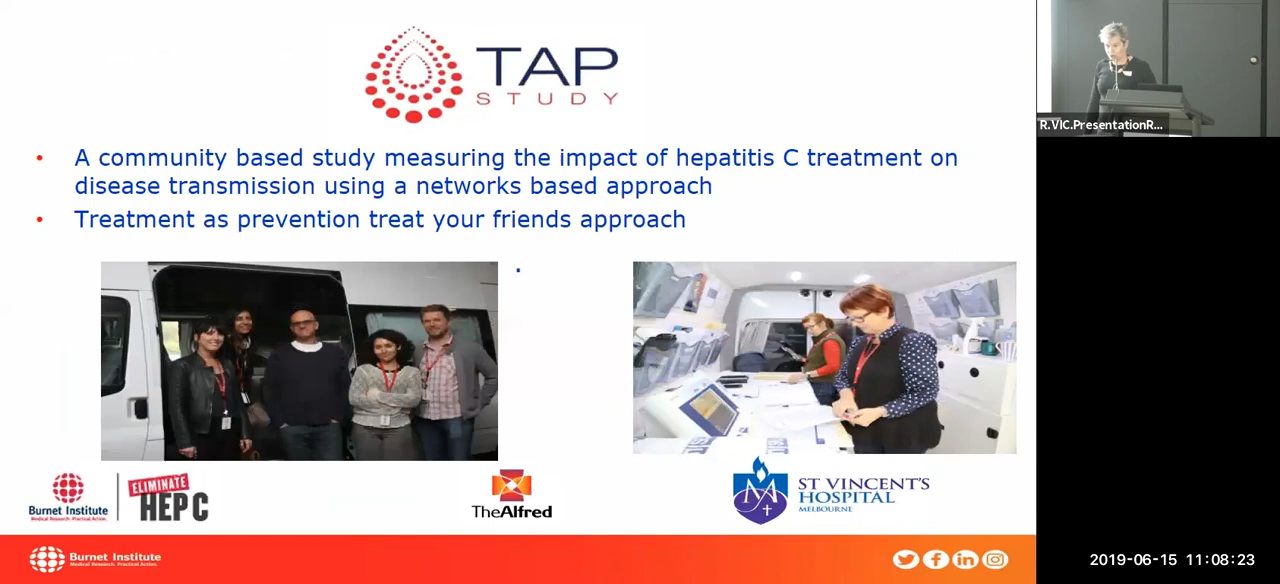 TAP
STUDY
R.VIC.PresentationR...
• A community based study measuring the impact of hepatitis C treatment on
disease transmission using a networks based approach
• Treatment as prevention treat your friends approach
.
Burnet Institute
Medical Research. Practical Action.
ELIMINATE
HEP C
TheAlfred
ST VINCENT'S
HOSPITAL
MELBOURNE
Burnet Institute
Medical Research. Practical Action.
2019-06-15 11:08:23